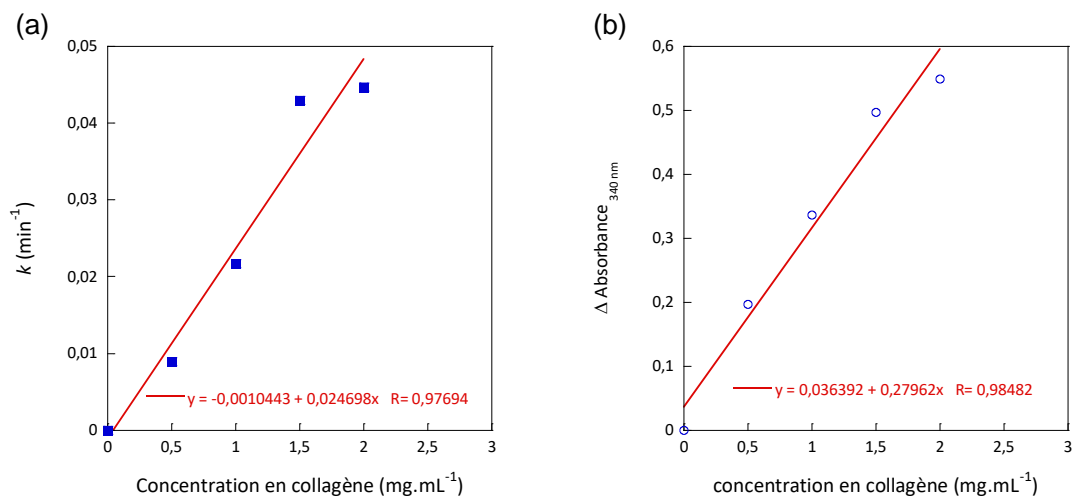 (a)
0,05
0,04
0,03
0,02
0,01
0
k (min⁻¹)
y = -0,0010443 + 0,024698x R= 0,97694
0 0,5 1 1,5 2 2,5 3
Concentration en collagène (mg.mL⁻¹)
(b)
0,6
0,5
0,4
0,3
0,2
0,1
0
Δ Absorbance 340 nm
y = 0,036392 + 0,27962x R= 0,98482
0 0,5 1 1,5 2 2,5 3
concentration en collagène (mg.mL⁻¹)